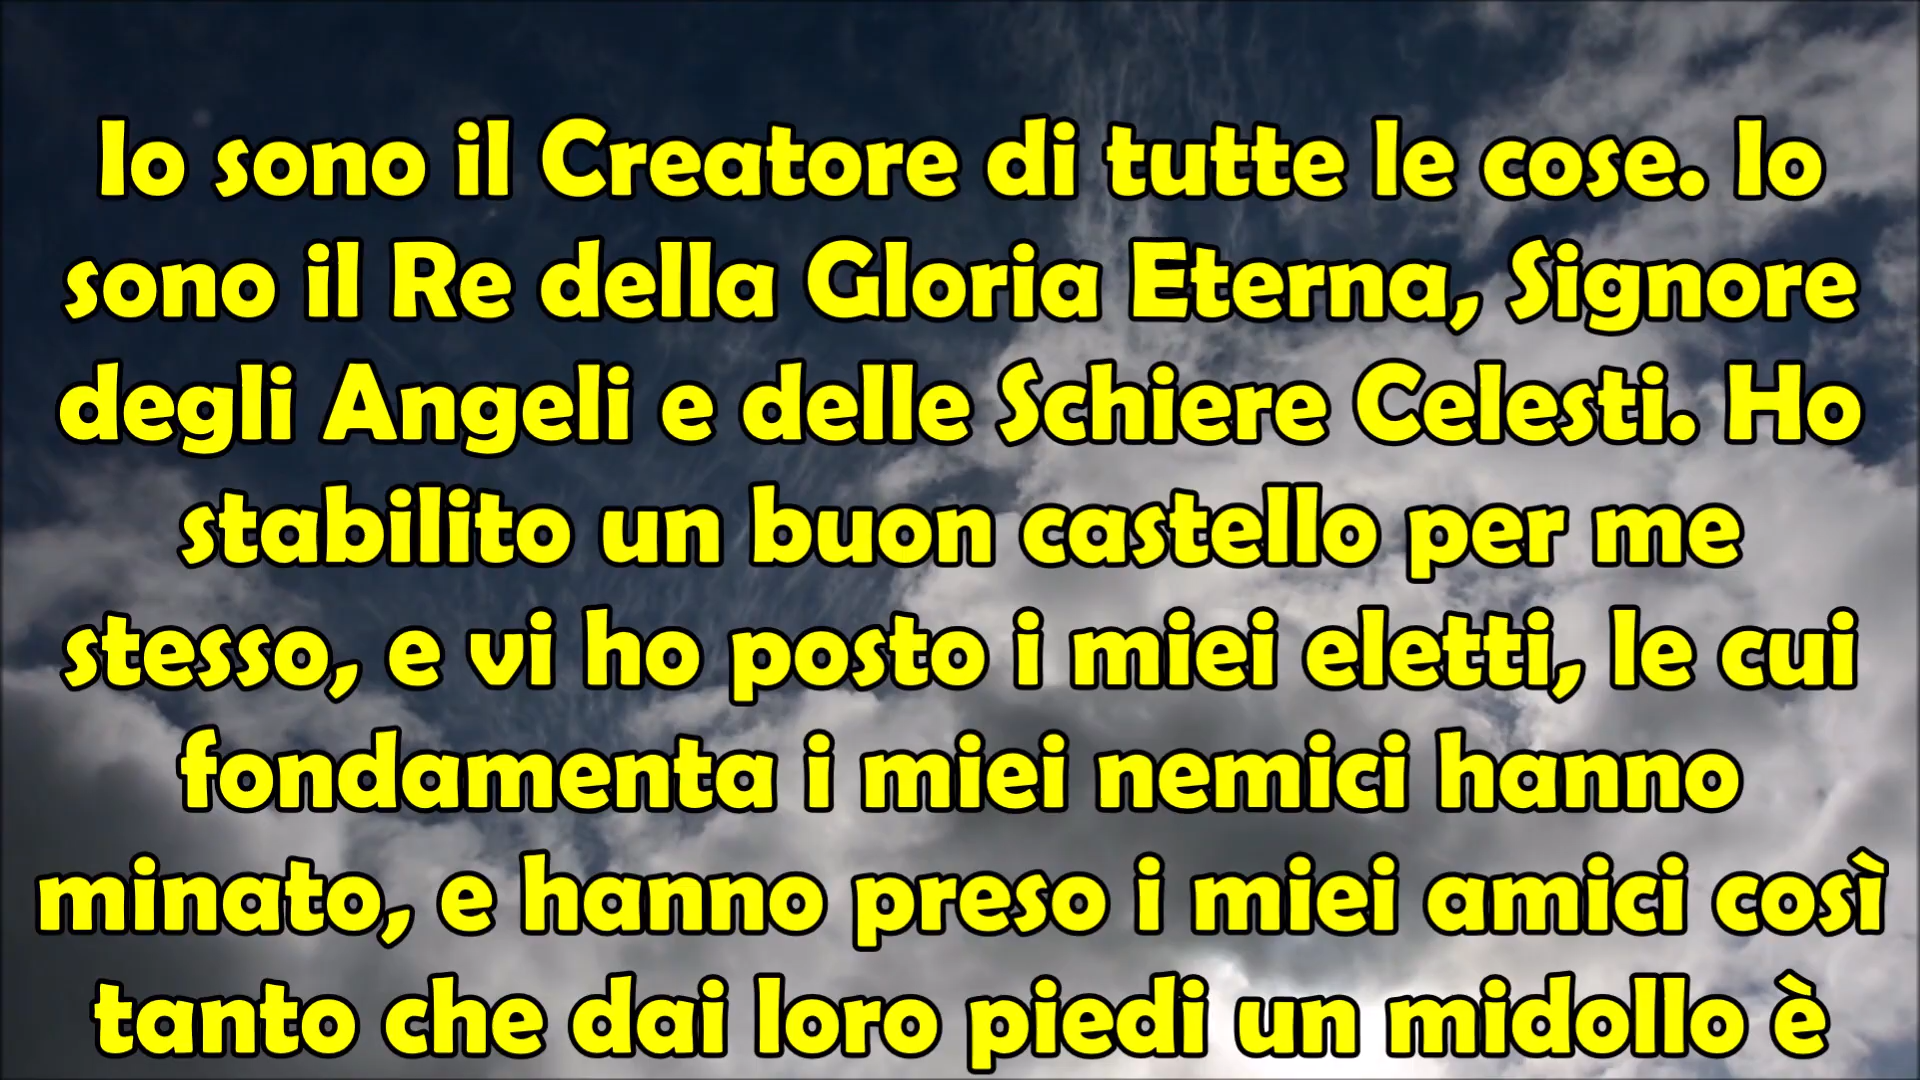 Io sono il Creatore di tutte le cose. Io
sono il Re della Gloria Eterna, Signore
degli Angeli e delle Schiere Celesti. Ho
stabilito un buon castello per me
stesso, e vi ho posto i miei eletti, le cui
fondamenta i miei nemici hanno
minato, e hanno preso i miei amici così
tanto che dai loro piedi un midollo è